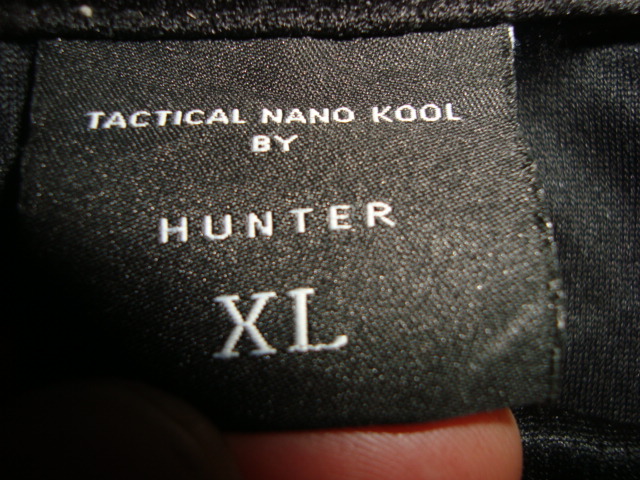 TACTICAL NANO KOOL
BY
HUNTER
XL